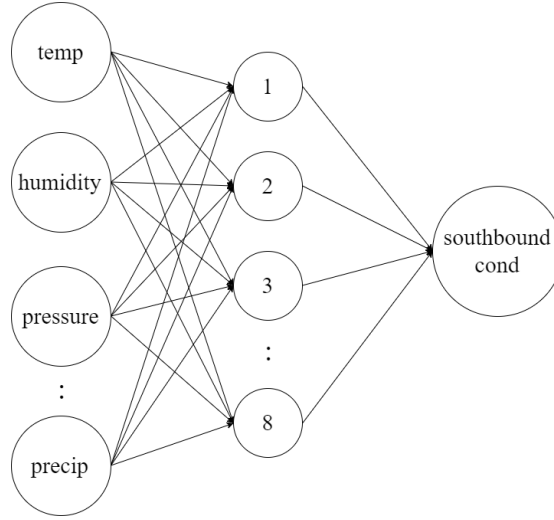 temp
humidity
pressure
:
precip
1
2
3
:
8
southbound
cond